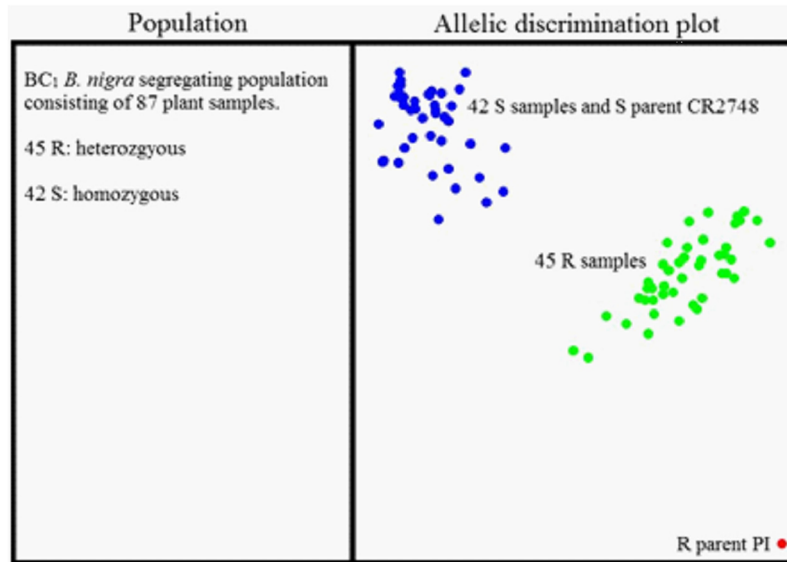 Population
Allelic discrimination plot
BC₁ B. nigra segregating population
consisting of 87 plant samples.
45 R: heterozgyous
42 S: homozygous
42 S samples and S parent CR2748
45 R samples
R parent PI